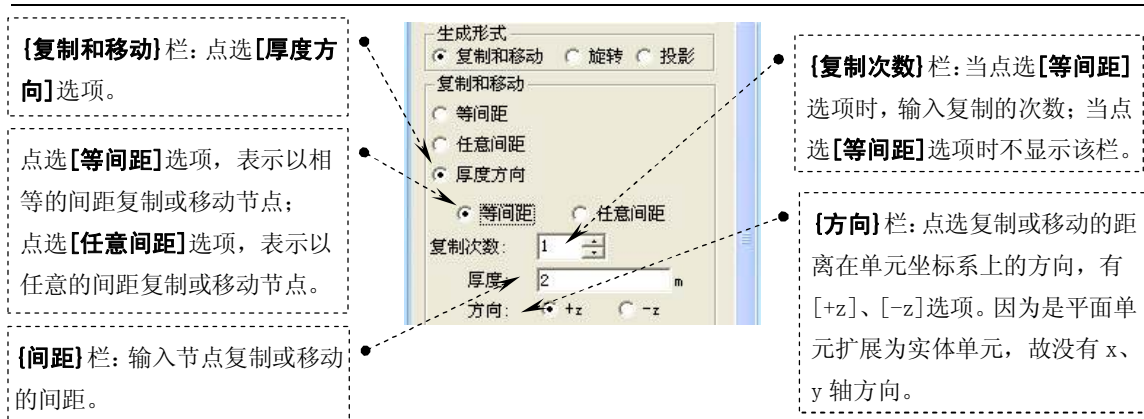 {复制和移动}栏：点选[厚度方
向]选项。
点选[等间距]选项，表示以相
等的间距复制或移动节点；
点选[任意间距]选项，表示以
任意的间距复制或移动节点。
{间距}栏：输入节点复制或移动
的间距。
生成形式
复制和移动 旋转 投影
复制和移动
等间距
任意间距
厚度方向
等间距 任意间距
复制次数: 1
厚度: 2 m
方向: +z -z
{复制次数}栏：当点选[等间距]
选项时，输入复制的次数；当点
选[等间距]选项时不显示该栏。
{方向}栏：点选复制或移动的距
离在单元坐标系上的方向，有
[+z]、[-z]选项。因为是平面单
元扩展为实体单元，故没有 x、
y 轴方向。